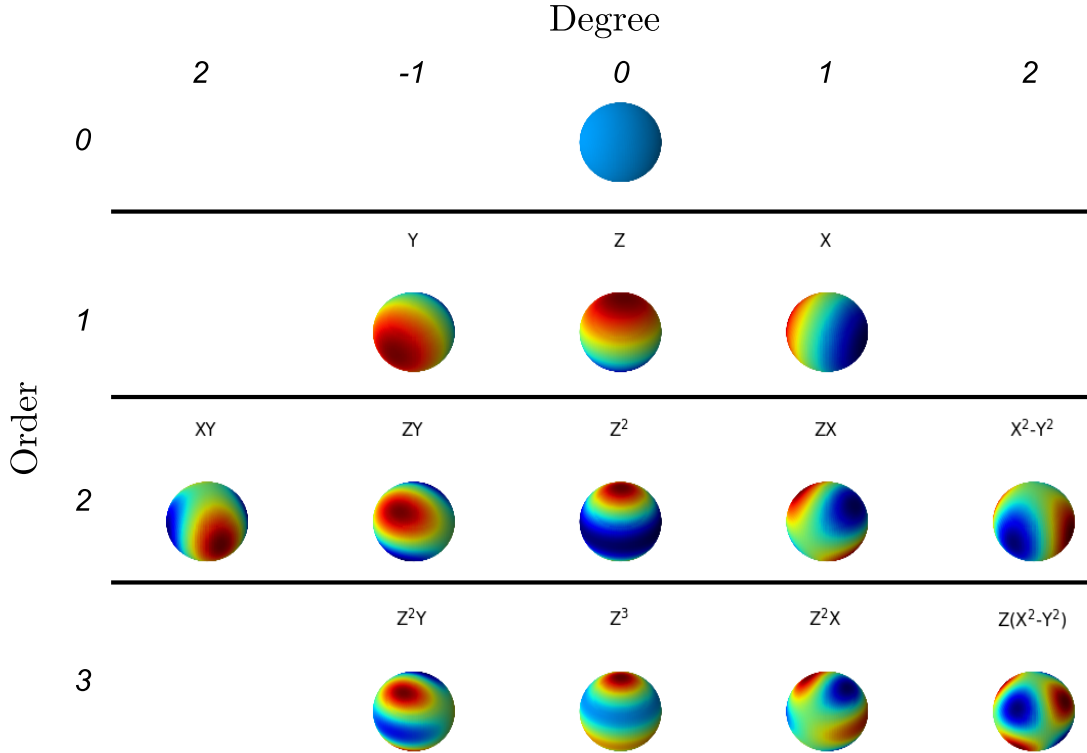 Degree
2 -1 0 1 2
0
Y Z X
1
Order
XY ZY Z² ZX X²-Y²
2
Z²Y Z³ Z²X Z(X²-Y²)
3